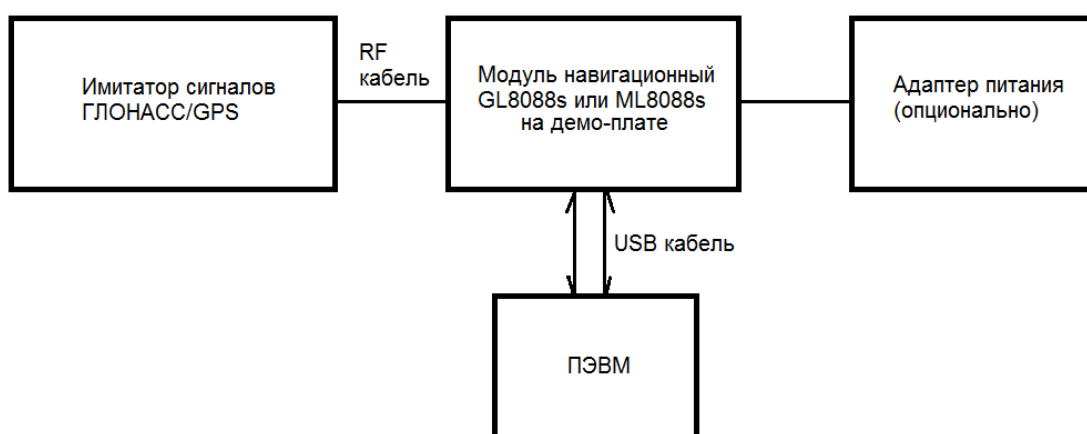 Имитатор сигналов
ГЛОНАСС/GPS
RF
кабель
Модуль навигационный
GL8088s или ML8088s
на демо-плате
Адаптер питания
(опционально)
USB кабель
ПЭВМ